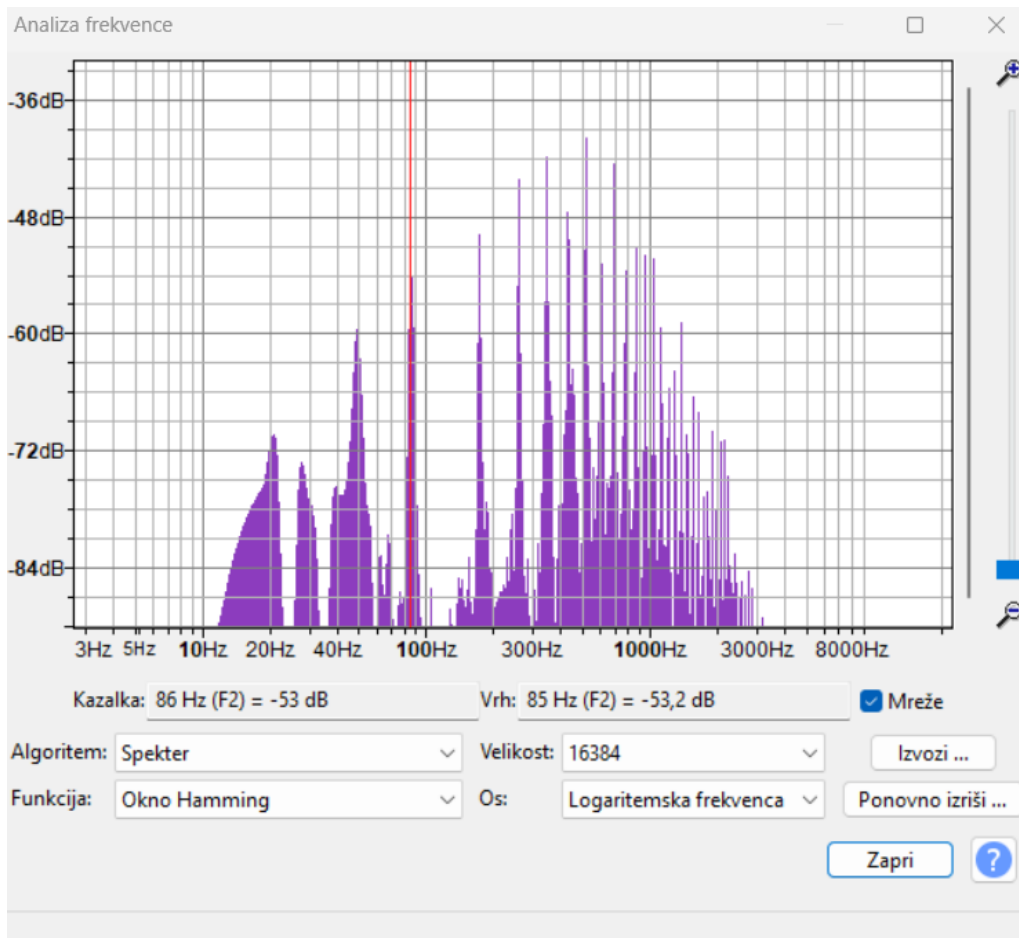 Analiza frekvence
-36dB
-48dB
-60dB
-72dB
-84dB
3Hz 5Hz 10Hz 20Hz 40Hz 100Hz 300Hz 1000Hz 3000Hz 8000Hz
Kazalka: 86 Hz (F2) = -53 dB Vrh: 85 Hz (F2) = -53,2 dB Mreže
Algoritem: Spekter Velikost: 16384 Izvozi ...
Funkcija: Okno Hamming Os: Logaritemska frekvenca Ponovno izriši ...
Zapri ?